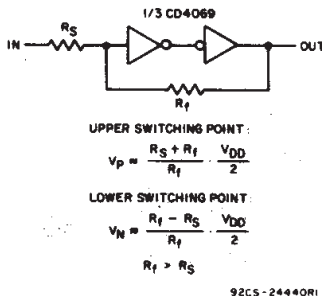 1/3 CD4069
IN
RS
OUT
Rf
UPPER SWITCHING POINT:
VP ≈ RS + Rf / Rf · VDD / 2
LOWER SWITCHING POINT:
VN ≈ Rf - RS / Rf · VDD / 2
Rf > RS
92CS-24440RI